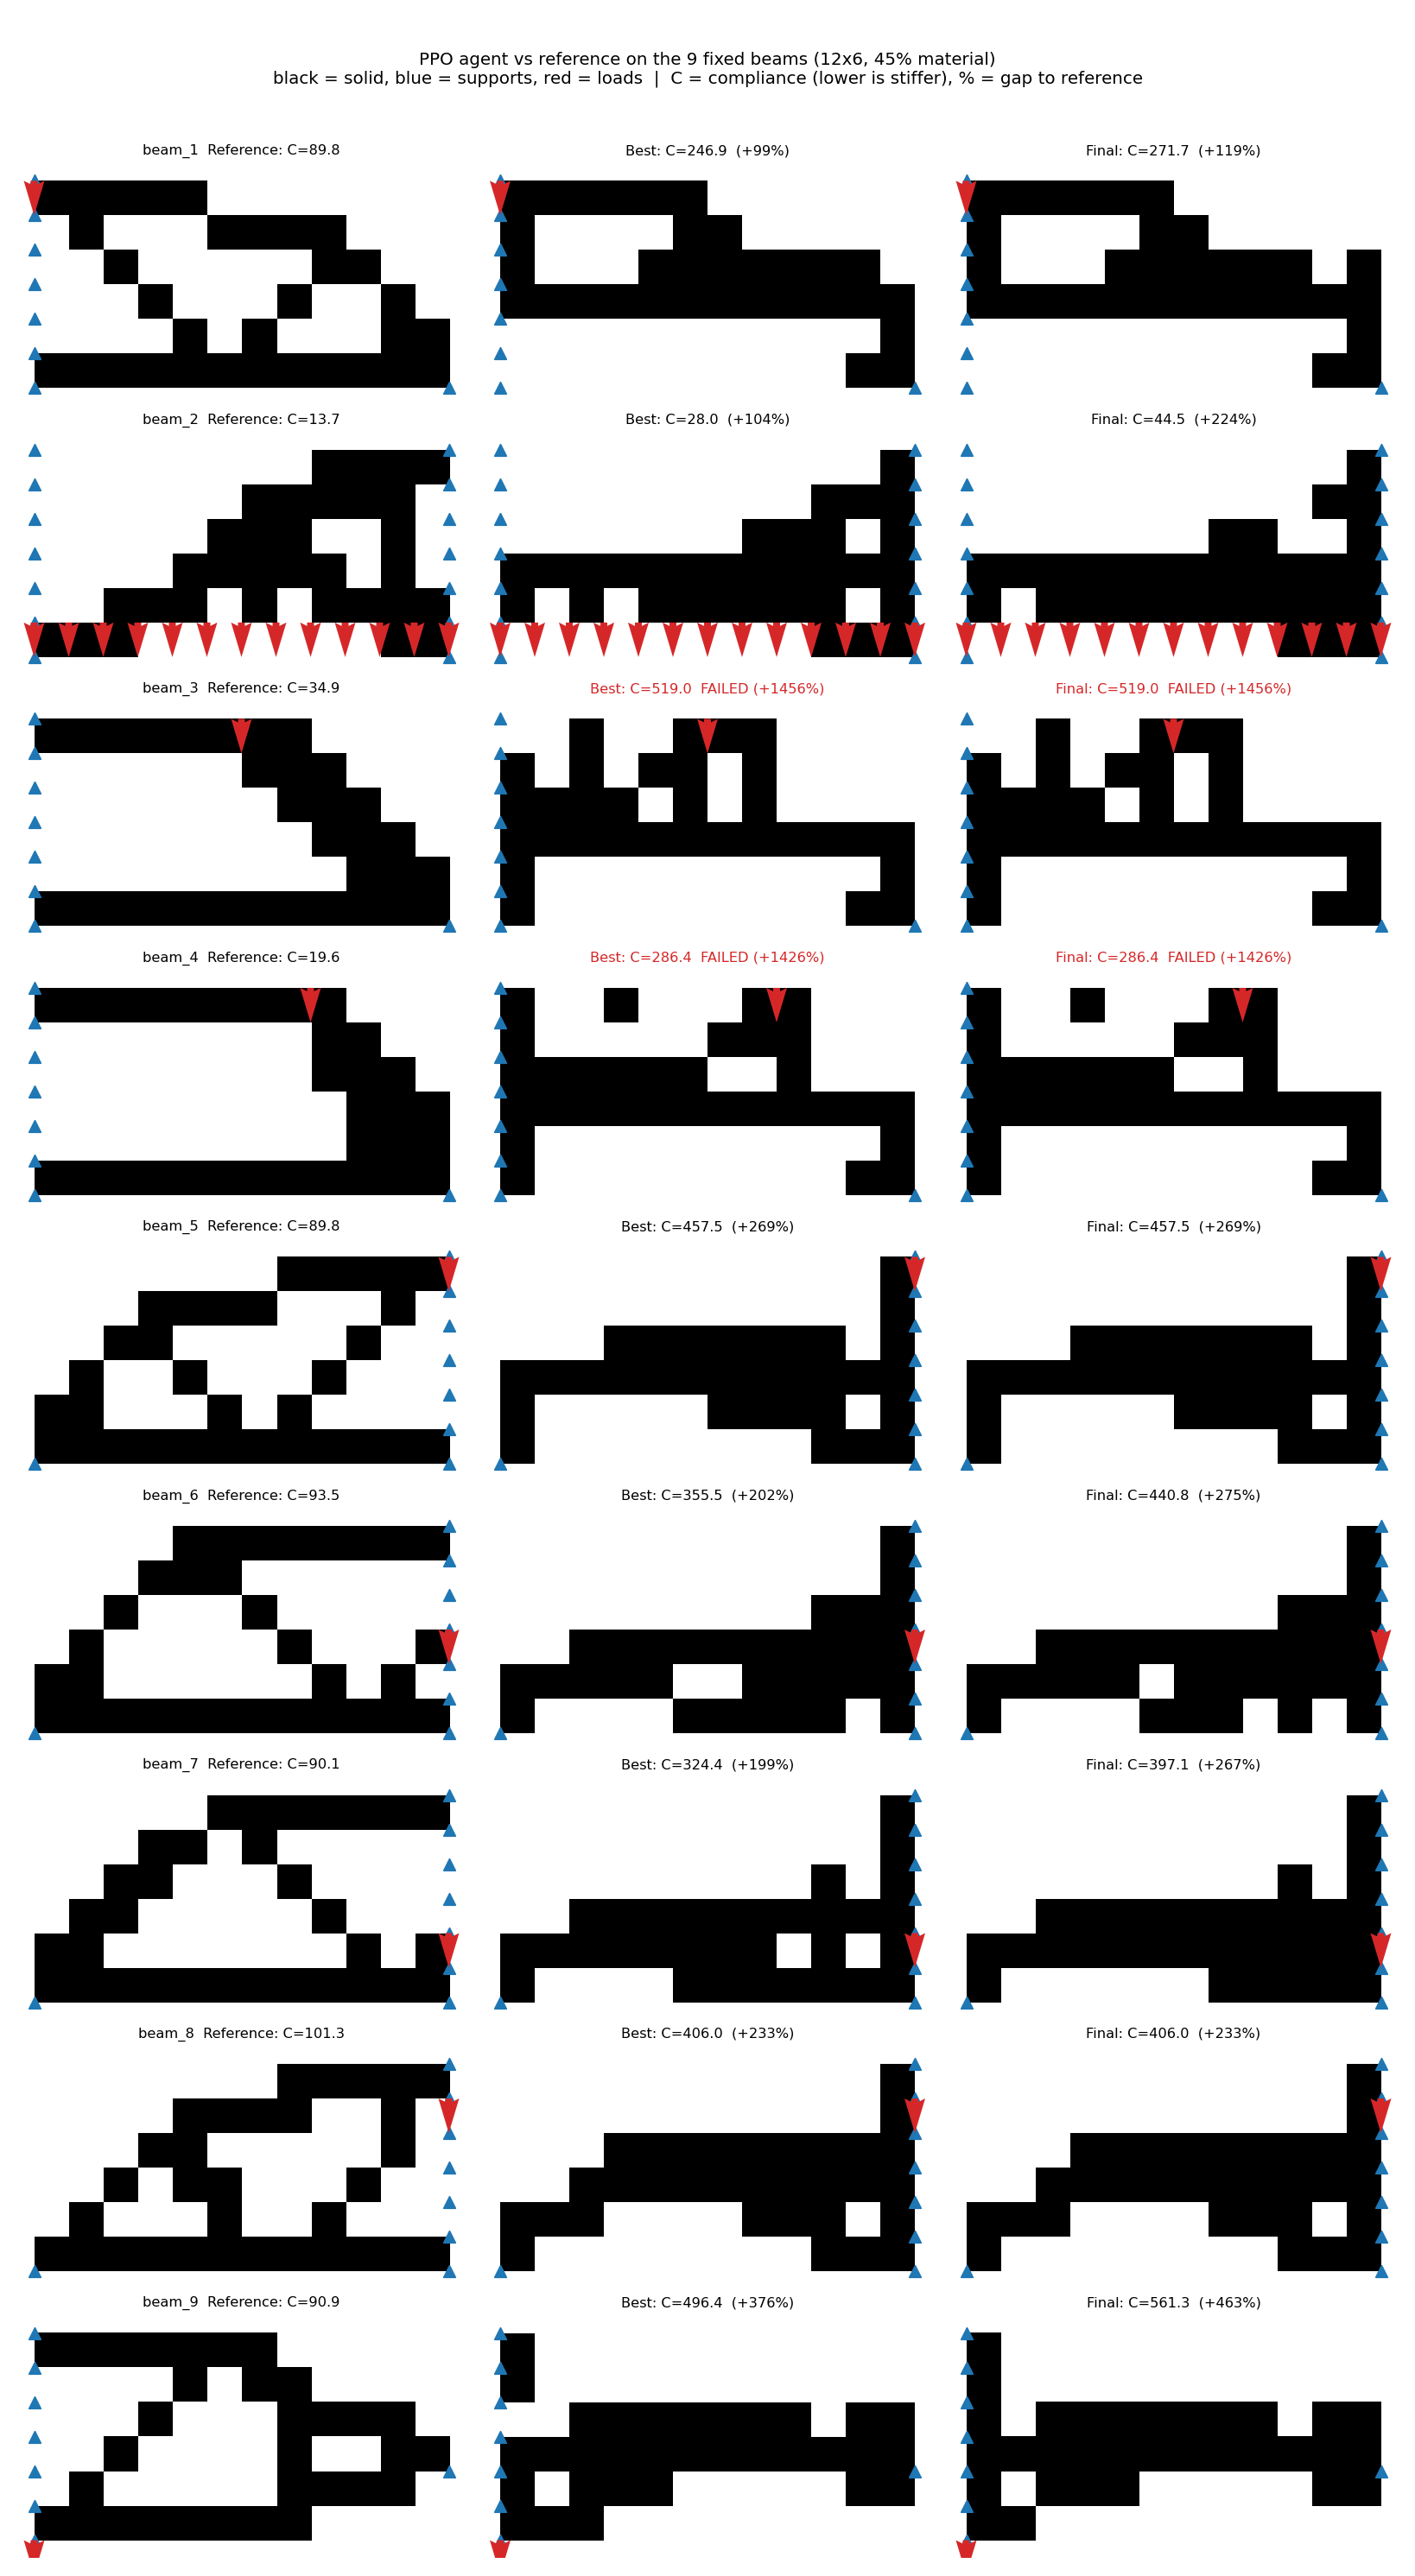 PPO agent vs reference on the 9 fixed beams (12x6, 45% material)
black = solid, blue = supports, red = loads | C = compliance (lower is stiffer), % = gap to reference
beam_1 Reference: C=89.8
Best: C=246.9 (+99%)
Final: C=271.7 (+119%)
beam_2 Reference: C=13.7
Best: C=28.0 (+104%)
Final: C=44.5 (+224%)
beam_3 Reference: C=34.9
Best: C=519.0 FAILED (+1456%)
Final: C=519.0 FAILED (+1456%)
beam_4 Reference: C=19.6
Best: C=286.4 FAILED (+1426%)
Final: C=286.4 FAILED (+1426%)
beam_5 Reference: C=89.8
Best: C=457.5 (+269%)
Final: C=457.5 (+269%)
beam_6 Reference: C=93.5
Best: C=355.5 (+202%)
Final: C=440.8 (+275%)
beam_7 Reference: C=90.1
Best: C=324.4 (+199%)
Final: C=397.1 (+267%)
beam_8 Reference: C=101.3
Best: C=406.0 (+233%)
Final: C=406.0 (+233%)
beam_9 Reference: C=90.9
Best: C=496.4 (+376%)
Final: C=561.3 (+463%)